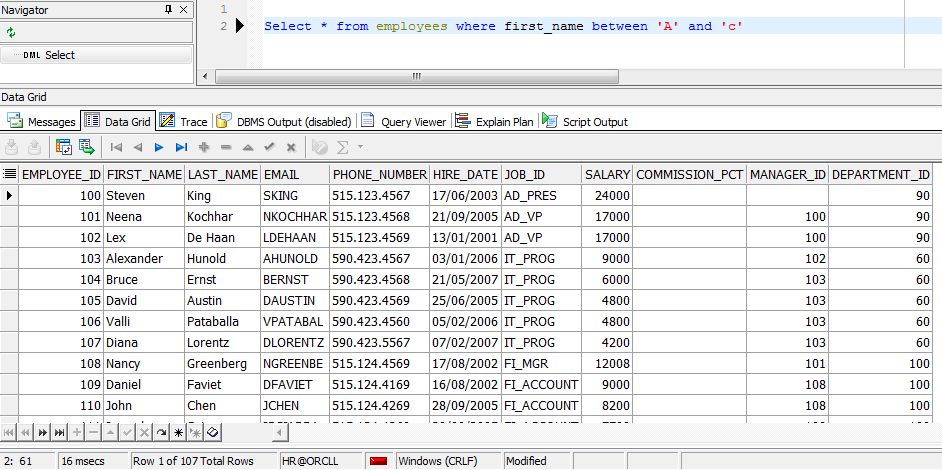 Navigator
1
2 Select * from employees where first_name between 'A' and 'c'
DML Select
Data Grid
Messages Data Grid Trace DBMS Output (disabled) Query Viewer Explain Plan Script Output
EMPLOYEE_ID FIRST_NAME LAST_NAME EMAIL PHONE_NUMBER HIRE_DATE JOB_ID SALARY COMMISSION_PCT MANAGER_ID DEPARTMENT_ID
100 Steven King SKING 515.123.4567 17/06/2003 AD_PRES 24000 90
101 Neena Kochhar NKOCHHAR 515.123.4568 21/09/2005 AD_VP 17000 100 90
102 Lex De Haan LDEHAAN 515.123.4569 13/01/2001 AD_VP 17000 100 90
103 Alexander Hunold AHUNOLD 590.423.4567 03/01/2006 IT_PROG 9000 102 60
104 Bruce Ernst BERNST 590.423.4568 21/05/2007 IT_PROG 6000 103 60
105 David Austin DAUSTIN 590.423.4569 25/06/2005 IT_PROG 4800 103 60
106 Valli Pataballa VPATABAL 590.423.4560 05/02/2006 IT_PROG 4800 103 60
107 Diana Lorentz DLORENTZ 590.423.5567 07/02/2007 IT_PROG 4200 103 60
108 Nancy Greenberg NGREENBE 515.124.4569 17/08/2002 FI_MGR 12008 101 100
109 Daniel Faviet DFAVIET 515.124.4169 16/08/2002 FI_ACCOUNT 9000 108 100
110 John Chen JCHEN 515.124.4269 28/09/2005 FI_ACCOUNT 8200 108 100
2: 61 16 msecs Row 1 of 107 Total Rows HR@ORCLL Windows (CRLF) Modified